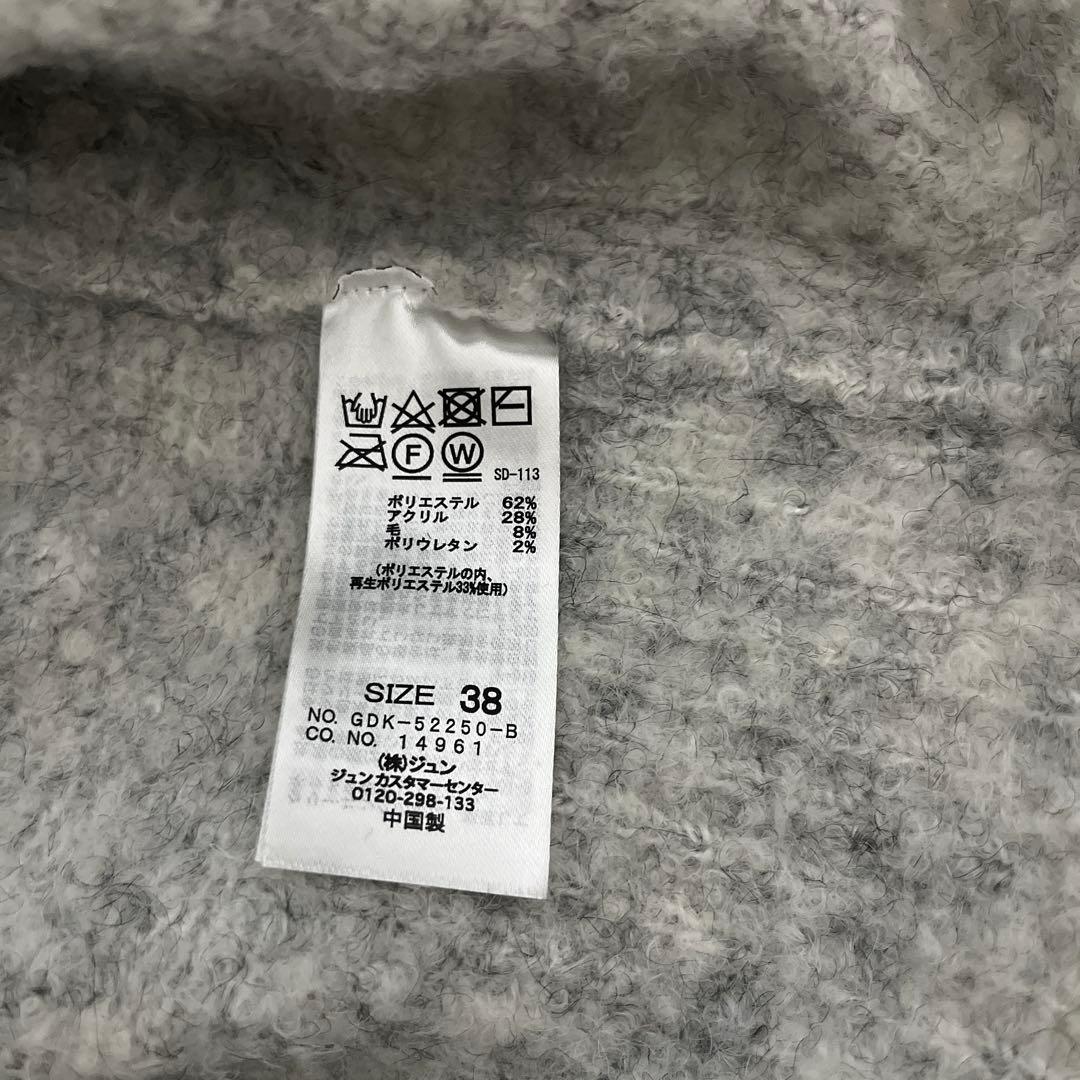 F W SD-113
ポリエステル 62%
アクリル 28%
毛 8%
ポリウレタン 2%
(ポリエステルの内、
再生ポリエステル33%使用)
SIZE 38
NO. GDK-52250-B
CO. NO. 14961
(株)ジュン
ジュンカスタマーセンター
0120-298-133
中国製